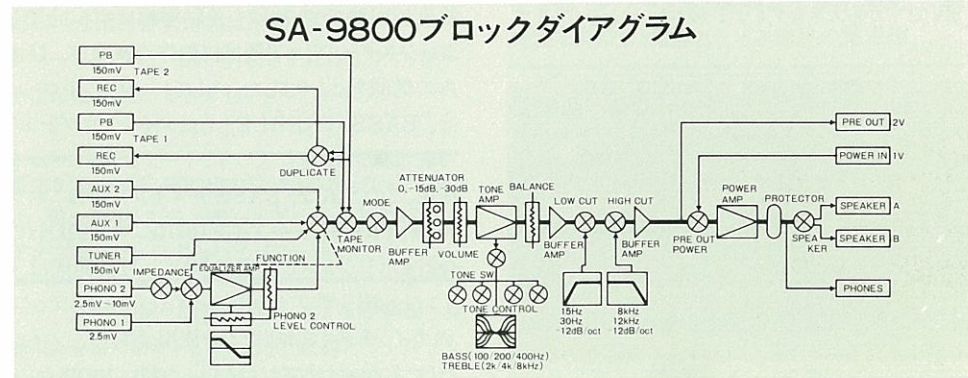 SA-9800ブロックダイアグラム
PB
150mV
TAPE 2
REC
150mV
PB
150mV
TAPE 1
REC
150mV
DUPLICATE
AUX 2
150mV
AUX 1
150mV
TUNER
150mV
PHONO 2
2.5mV~10mV
PHONO 1
2.5mV
IMPEDANCE
EQUALIZER AMP
FUNCTION
PHONO 2
LEVEL CONTROL
TAPE
MONITOR
MODE
BUFFER
AMP
ATTENUATOR
0,-15dB,-30dB
VOLUME
TONE
AMP
TONE SW
TONE CONTROL
BASS(100/200/400Hz)
TREBLE(2k/4k/8kHz)
BALANCE
BUFFER
AMP
LOW CUT
15Hz
30Hz
-12dB/oct
HIGH CUT
8kHz
12kHz
-12dB/oct
BUFFER
AMP
PRE OUT
POWER
POWER
AMP
PROTECTOR
SPEA
KER
PRE OUT 2V
POWER IN 1V
SPEAKER A
SPEAKER B
PHONES